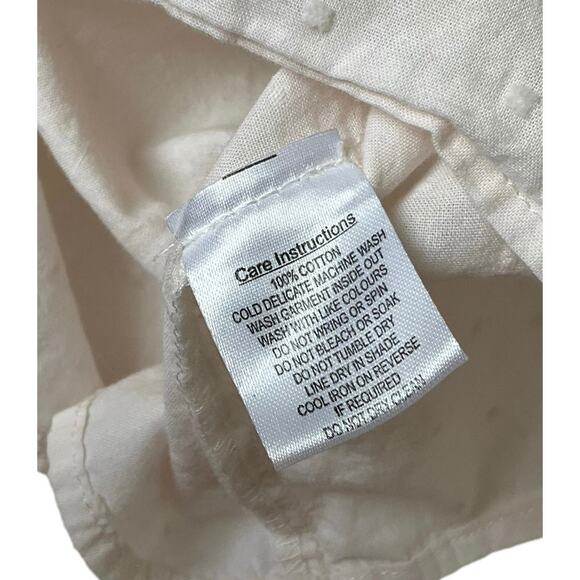 Care Instructions
100% COTTON
COLD DELICATE MACHINE WASH
WASH GARMENT INSIDE OUT
WASH WITH LIKE COLOURS
DO NOT WRING OR SPIN
DO NOT BLEACH OR SOAK
DO NOT TUMBLE DRY
LINE DRY IN SHADE
COOL IRON ON REVERSE
IF REQUIRED
DO NOT DRY CLEAN